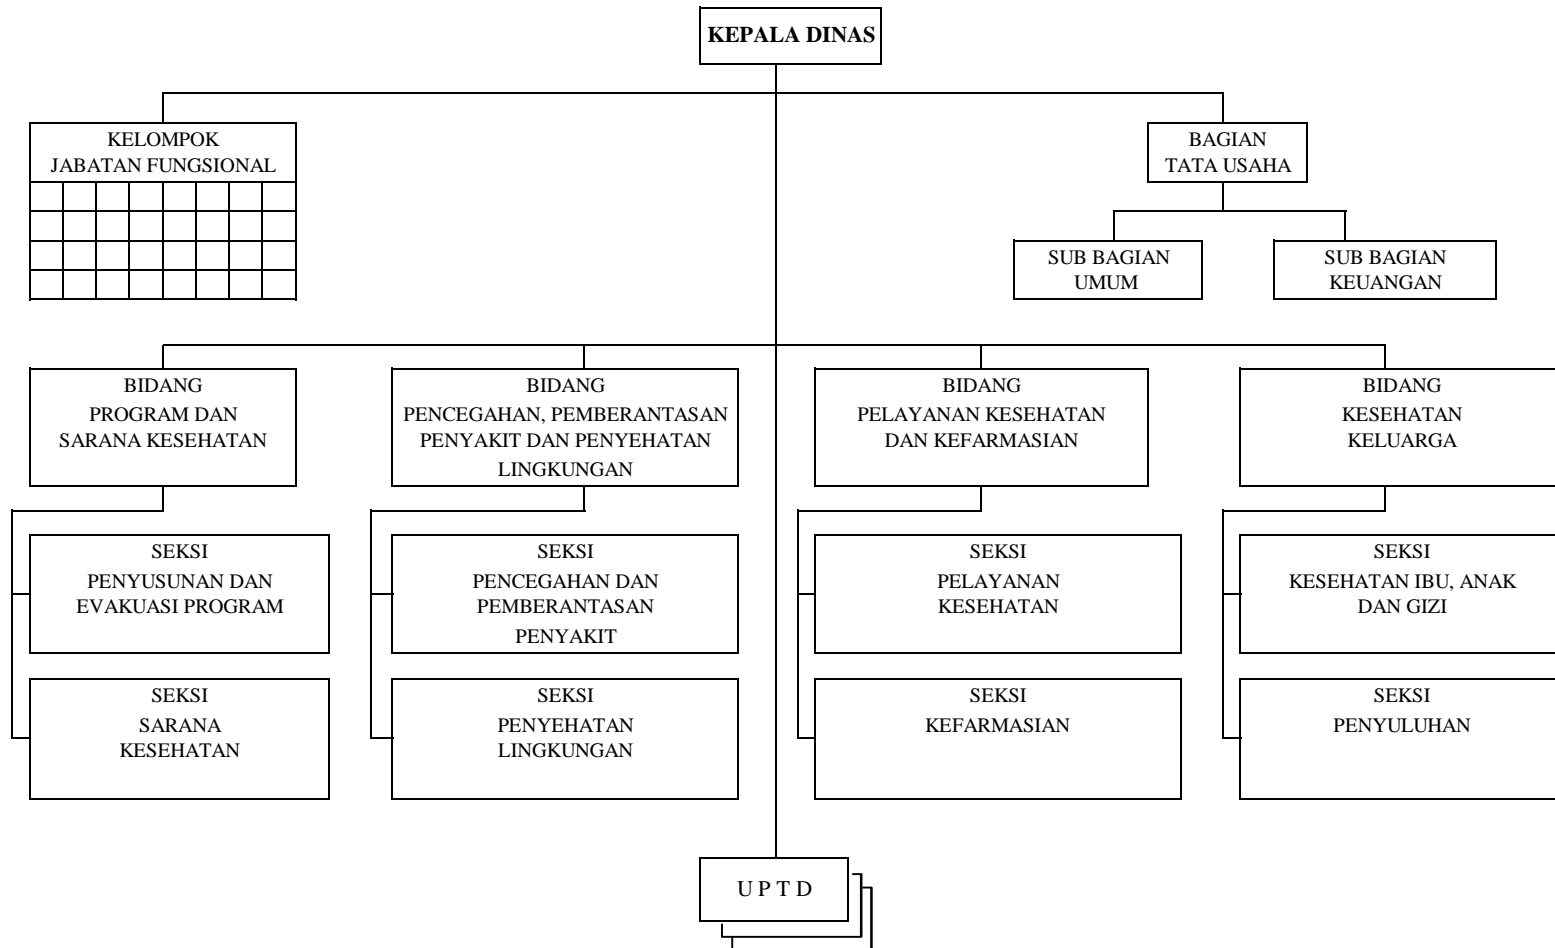 KEPALA DINAS
KELOMPOK
JABATAN FUNGSIONAL
BAGIAN
TATA USAHA
SUB BAGIAN
UMUM
SUB BAGIAN
KEUANGAN
BIDANG
PROGRAM DAN
SARANA KESEHATAN
BIDANG
PENCEGAHAN, PEMBERANTASAN
PENYAKIT DAN PENYEHATAN
LINGKUNGAN
BIDANG
PELAYANAN KESEHATAN
DAN KEFARMASIAN
BIDANG
KESEHATAN
KELUARGA
SEKSI
PENYUSUNAN DAN
EVAKUASI PROGRAM
SEKSI
PENCEGAHAN DAN
PEMBERANTASAN
PENYAKIT
SEKSI
PELAYANAN
KESEHATAN
SEKSI
KESEHATAN IBU, ANAK
DAN GIZI
SEKSI
SARANA
KESEHATAN
SEKSI
PENYEHATAN
LINGKUNGAN
SEKSI
KEFARMASIAN
SEKSI
PENYULUHAN
U P T D